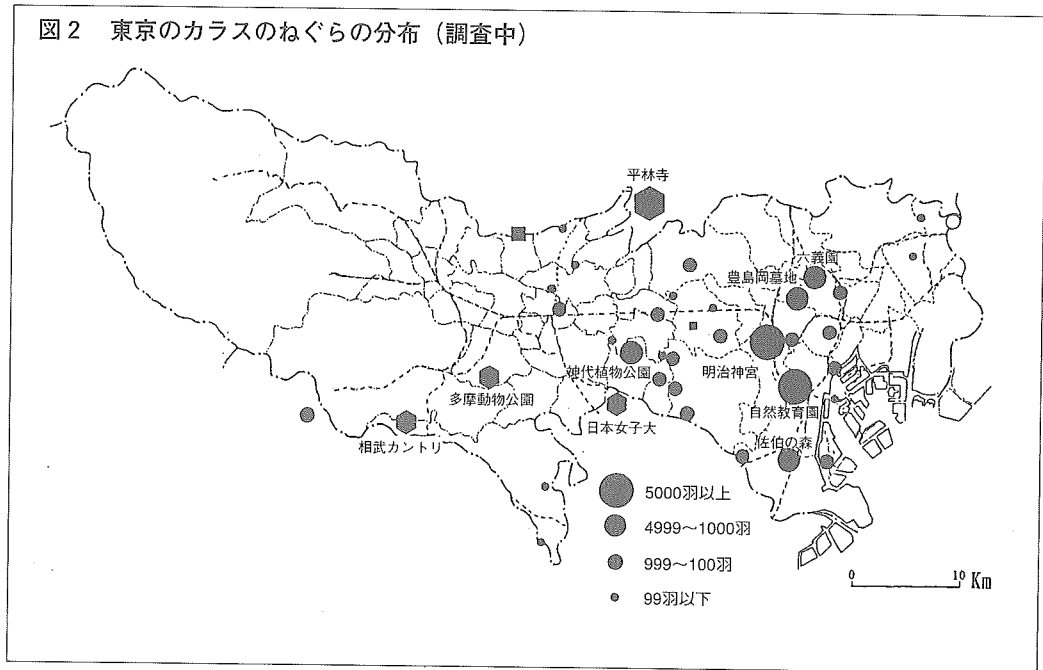 図2 東京のカラスのねぐらの分布（調査中）
平林寺
六義園
豊島岡墓地
神代植物公園
明治神宮
多摩動物公園
自然教育園
日本女子大
相武カントリ
佐伯の森
5000羽以上
4999～1000羽
999～100羽
99羽以下
0 10 Km